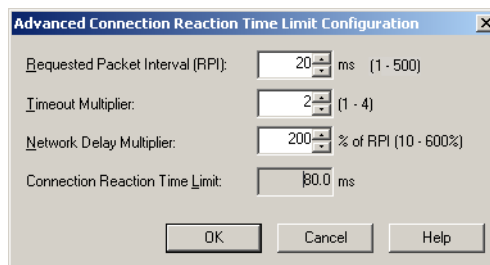 Advanced Connection Reaction Time Limit Configuration
Requested Packet Interval (RPI): 20 ms (1 - 500)
Timeout Multiplier: 2 (1 - 4)
Network Delay Multiplier: 200 % of RPI (10 - 600%)
Connection Reaction Time Limit: 80.0 ms
OK Cancel Help